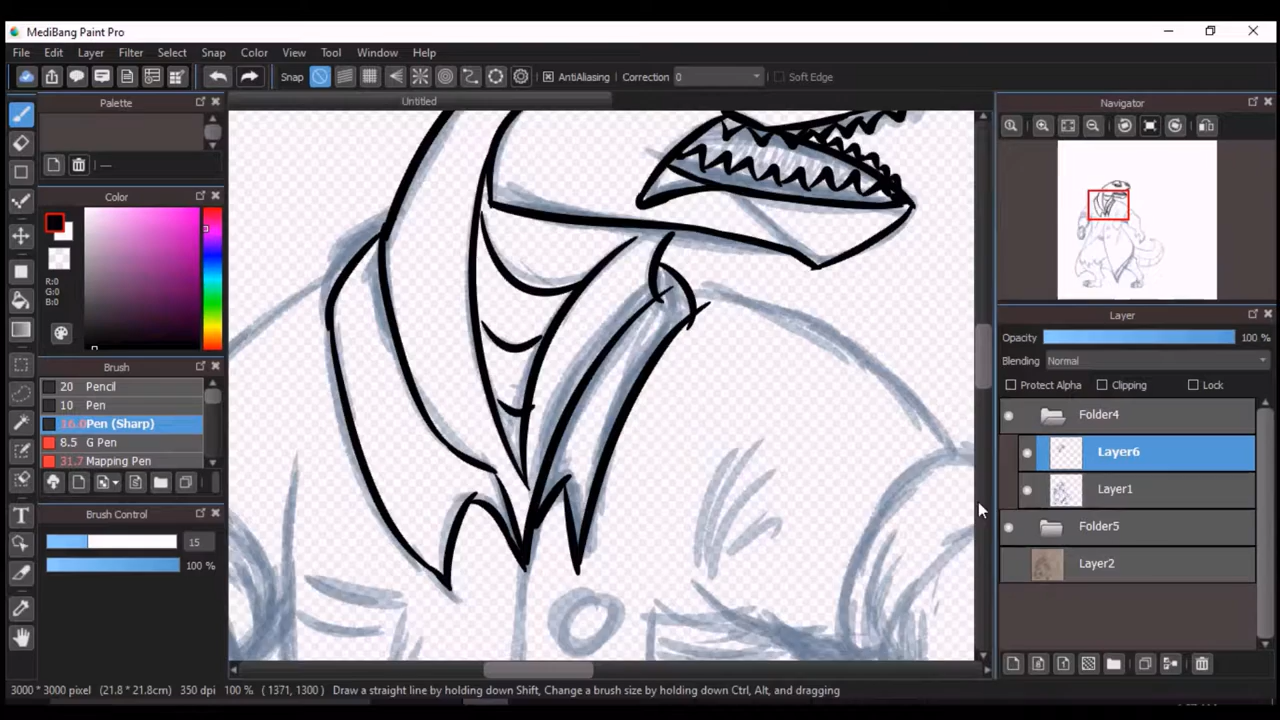 MediBang Paint Pro
File Edit Layer Filter Select Snap Color View Tool Window Help
Snap AntiAliasing Correction 0 Soft Edge
Palette
Untitled
Navigator
Color
R:0
G:0
B:0
Brush
20 Pencil
10 Pen
16.0 Pen (Sharp)
8.5 G Pen
31.7 Mapping Pen
Brush Control
15
100 %
Layer
Opacity 100 %
Blending Normal
Protect Alpha Clipping Lock
Folder4
Layer6
Layer1
Folder5
Layer2
3000 * 3000 pixel (21.8 * 21.8cm) 350 dpi 100 % ( 1371, 1300 ) Draw a straight line by holding down Shift, Change a brush size by holding down Ctrl, Alt, and dragging